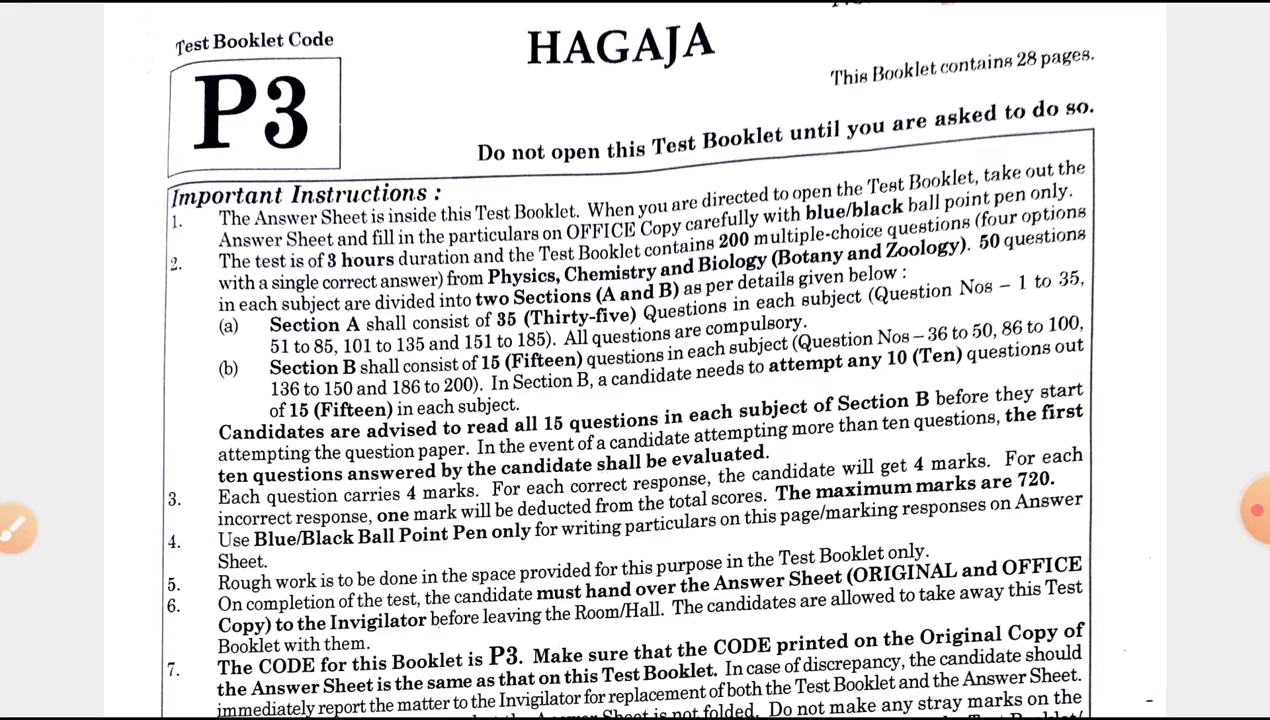 Test Booklet Code
HAGAJA
P3
This Booklet contains 28 pages.
Do not open this Test Booklet until you are asked to do so.
Important Instructions :
1. The Answer Sheet is inside this Test Booklet. When you are directed to open the Test Booklet, take out the
Answer Sheet and fill in the particulars on OFFICE Copy carefully with blue/black ball point pen only.
2. The test is of 3 hours duration and the Test Booklet contains 200 multiple-choice questions (four options
with a single correct answer) from Physics, Chemistry and Biology (Botany and Zoology). 50 questions
in each subject are divided into two Sections (A and B) as per details given below :
(a) Section A shall consist of 35 (Thirty-five) Questions in each subject (Question Nos – 1 to 35,
51 to 85, 101 to 135 and 151 to 185). All questions are compulsory.
(b) Section B shall consist of 15 (Fifteen) questions in each subject (Question Nos – 36 to 50, 86 to 100,
136 to 150 and 186 to 200). In Section B, a candidate needs to attempt any 10 (Ten) questions out
of 15 (Fifteen) in each subject.
Candidates are advised to read all 15 questions in each subject of Section B before they start
attempting the question paper. In the event of a candidate attempting more than ten questions, the first
ten questions answered by the candidate shall be evaluated.
3. Each question carries 4 marks. For each correct response, the candidate will get 4 marks. For each
incorrect response, one mark will be deducted from the total scores. The maximum marks are 720.
4. Use Blue/Black Ball Point Pen only for writing particulars on this page/marking responses on Answer
Sheet.
5. Rough work is to be done in the space provided for this purpose in the Test Booklet only.
6. On completion of the test, the candidate must hand over the Answer Sheet (ORIGINAL and OFFICE
Copy) to the Invigilator before leaving the Room/Hall. The candidates are allowed to take away this Test
Booklet with them.
7. The CODE for this Booklet is P3. Make sure that the CODE printed on the Original Copy of
the Answer Sheet is the same as that on this Test Booklet. In case of discrepancy, the candidate should
immediately report the matter to the Invigilator for replacement of both the Test Booklet and the Answer Sheet.
is not folded. Do not make any stray marks on the